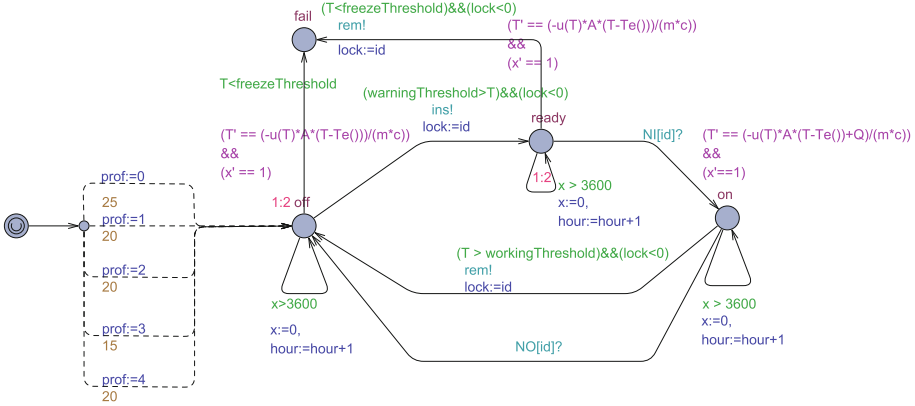 fail
(T<freezeThreshold)&&(lock<0)
rem!
lock:=id
(T' == (-u(T)*A*(T-Te()))/(m*c))
&&
(x' == 1)
T<freezeThreshold
(warningThreshold>T)&&(lock<0)
ins!
lock:=id
ready
(T' == (-u(T)*A*(T-Te()))/(m*c))
&&
(x' == 1)
NI[id]?
(T' == (-u(T)*A*(T-Te())+Q)/(m*c))
&&
(x'==1)
1:2
x > 3600
x:=0,
hour:=hour+1
on
1:2 off
prof:=0
25
prof:=1
20
prof:=2
20
prof:=3
15
prof:=4
20
(T > workingThreshold)&&(lock<0)
rem!
lock:=id
x>3600
x:=0,
hour:=hour+1
x > 3600
x:=0,
hour:=hour+1
NO[id]?